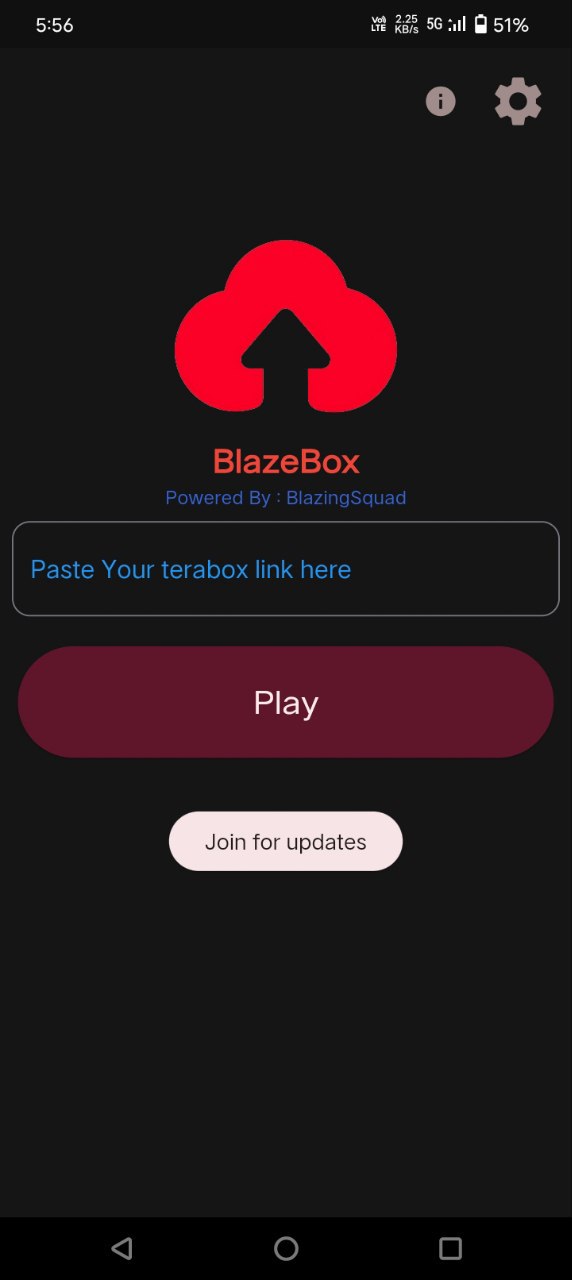 5:56 Vo) LTE 2.25 KB/s 5G 51%
BlazeBox
Powered By : BlazingSquad
Paste Your terabox link here
Play
Join for updates